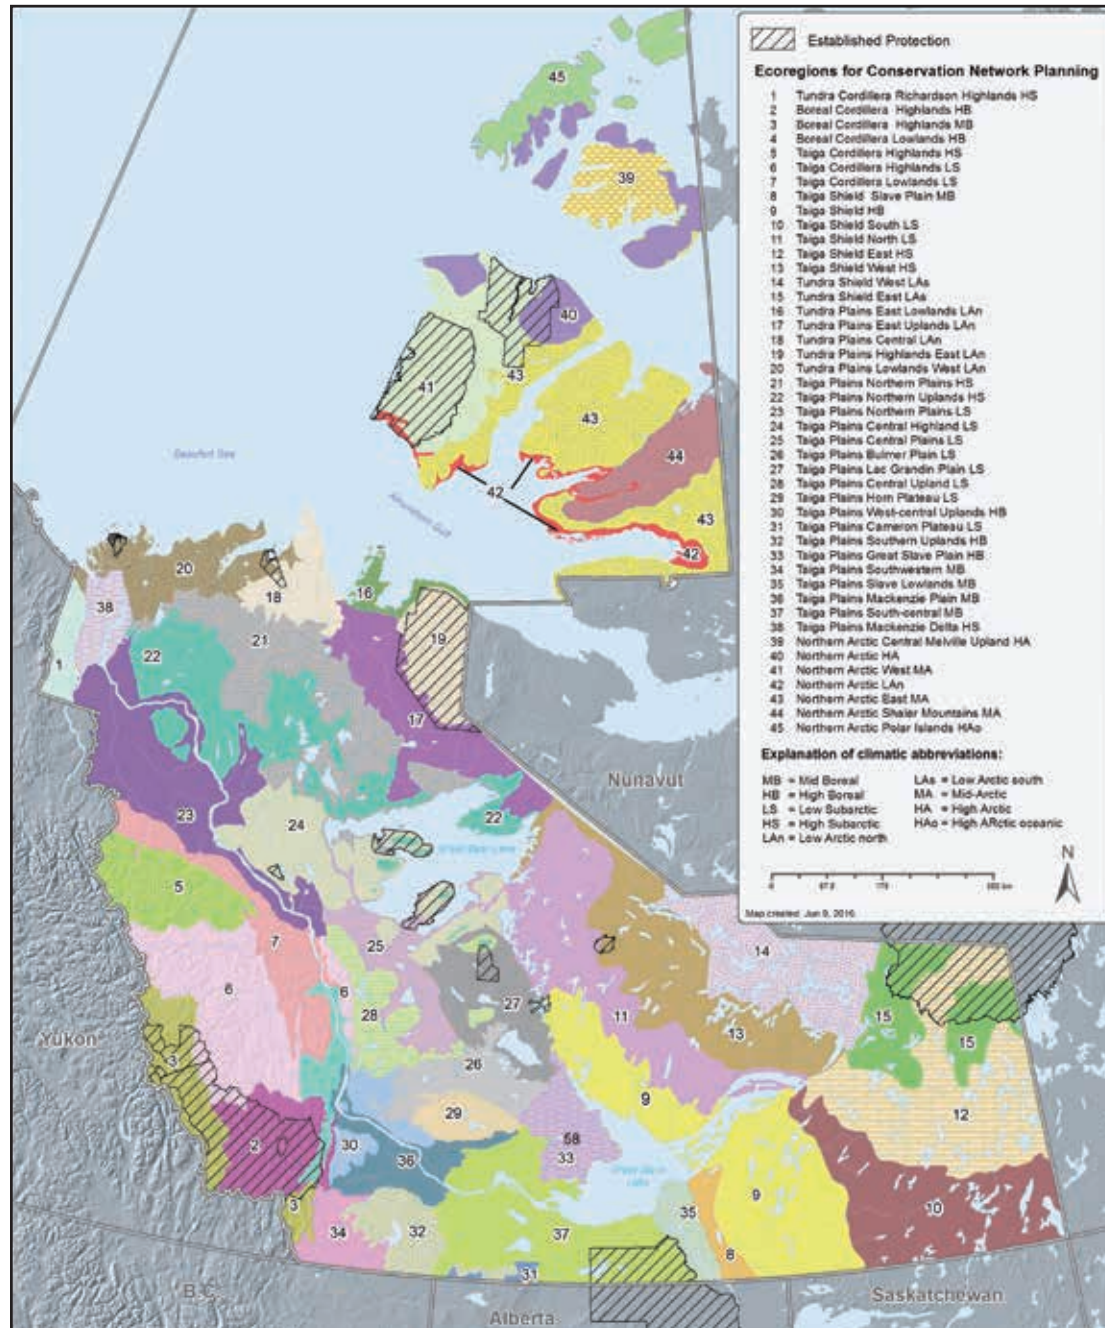 Established Protection
Ecoregions for Conservation Network Planning
1 Tundra Cordillera Richardson Highlands HS
2 Boreal Cordillera Highlands HB
3 Boreal Cordillera Highlands MB
4 Boreal Cordillera Lowlands HB
5 Taiga Cordillera Highlands HS
6 Taiga Cordillera Highlands LS
7 Taiga Cordillera Lowlands LS
8 Taiga Shield Slave Plain MB
9 Taiga Shield HB
10 Taiga Shield South LS
11 Taiga Shield North LS
12 Taiga Shield East HS
13 Taiga Shield West HS
14 Tundra Shield West LAs
15 Tundra Shield East LAs
16 Tundra Plains East Lowlands LAn
17 Tundra Plains East Uplands LAn
18 Tundra Plains Central LAn
19 Tundra Plains Highlands East LAn
20 Tundra Plains Lowlands West LAn
21 Taiga Plains Northern Plains HS
22 Taiga Plains Northern Uplands HS
23 Taiga Plains Northern Plains LS
24 Taiga Plains Central Highland LS
25 Taiga Plains Central Plains LS
26 Taiga Plains Bulmer Plain LS
27 Taiga Plains Lac Grandin Plain LS
28 Taiga Plains Central Upland LS
29 Taiga Plains Horn Plateau LS
30 Taiga Plains West-central Uplands HB
31 Taiga Plains Cameron Plateau LS
32 Taiga Plains Southern Uplands HB
33 Taiga Plains Great Slave Plain HB
34 Taiga Plains Southwestern MB
35 Taiga Plains Slave Lowlands MB
36 Taiga Plains Mackenzie Plain MB
37 Taiga Plains South-central MB
38 Taiga Plains Mackenzie Delta HS
39 Northern Arctic Central Melville Upland HA
40 Northern Arctic HA
41 Northern Arctic West MA
42 Northern Arctic LAn
43 Northern Arctic East MA
44 Northern Arctic Shaler Mountains MA
45 Northern Arctic Polar Islands HAo
Explanation of climatic abbreviations:
MB = Mid Boreal
HB = High Boreal
LS = Low Subarctic
HS = High Subarctic
LAn = Low Arctic north
LAs = Low Arctic south
MA = Mid-Arctic
HA = High Arctic
HAo = High ARctic oceanic
N
Map created: Jun 9, 2016
45
39
40
41
43
43
44
42
43
42
Beaufort Sea
Amundsen Gulf
20
18
16
38
21
19
1
22
17
Nunavut
23
24
22
Great Bear Lake
5
25
7
14
6
6
27
28
11
15
13
15
Yukon
3
26
9
12
29
2
30
36
58
33
Great Slave
Lake
3
34
32
37
35
9
10
8
31
B.C.
Alberta
Saskatchewan